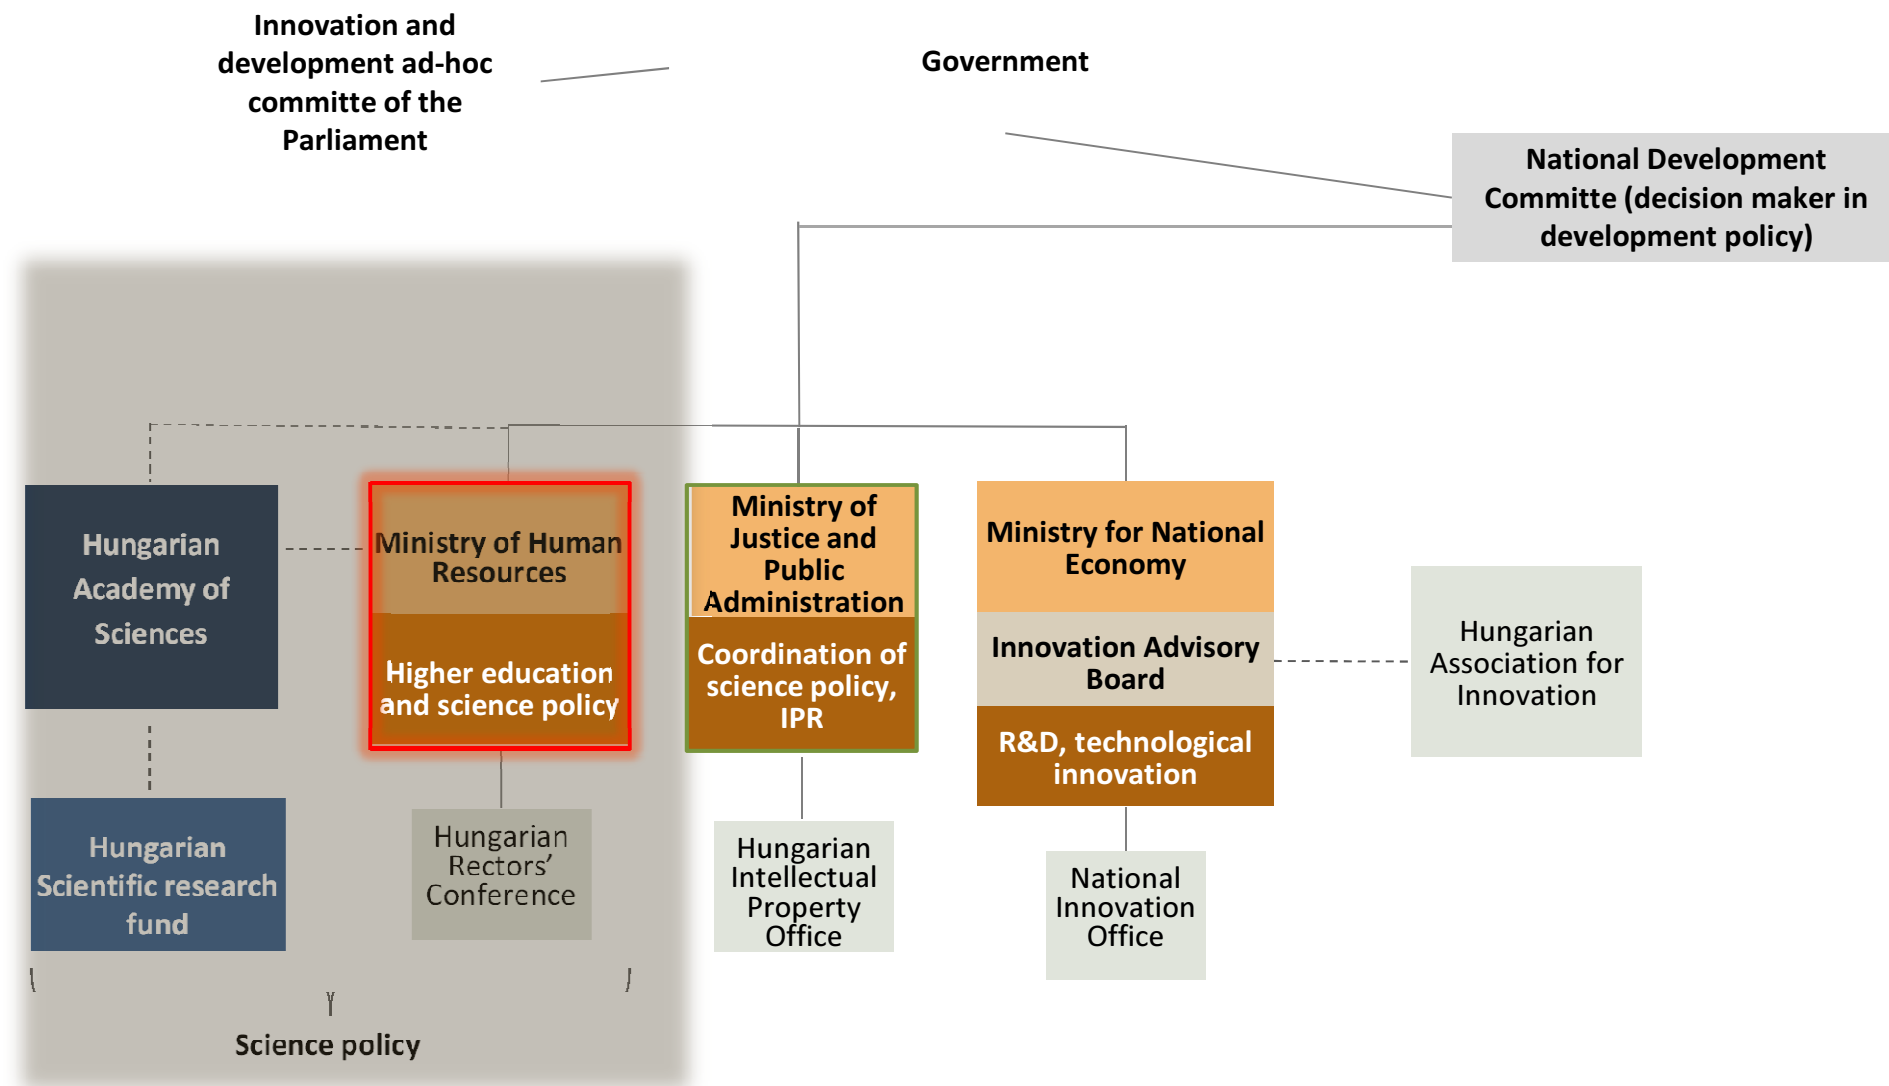 Innovation and
development ad-hoc
committe of the
Parliament
Government
National Development
Committe (decision maker in
development policy)
Hungarian
Academy of
Sciences
Ministry of Human
Resources
Higher education
and science policy
Ministry of
Justice and
Public
Administration
Coordination of
science policy,
IPR
Ministry for National
Economy
Innovation Advisory
Board
R&D, technological
innovation
Hungarian
Association for
Innovation
Hungarian
Scientific research
fund
Hungarian
Rectors’
Conference
Hungarian
Intellectual
Property
Office
National
Innovation
Office
Science policy